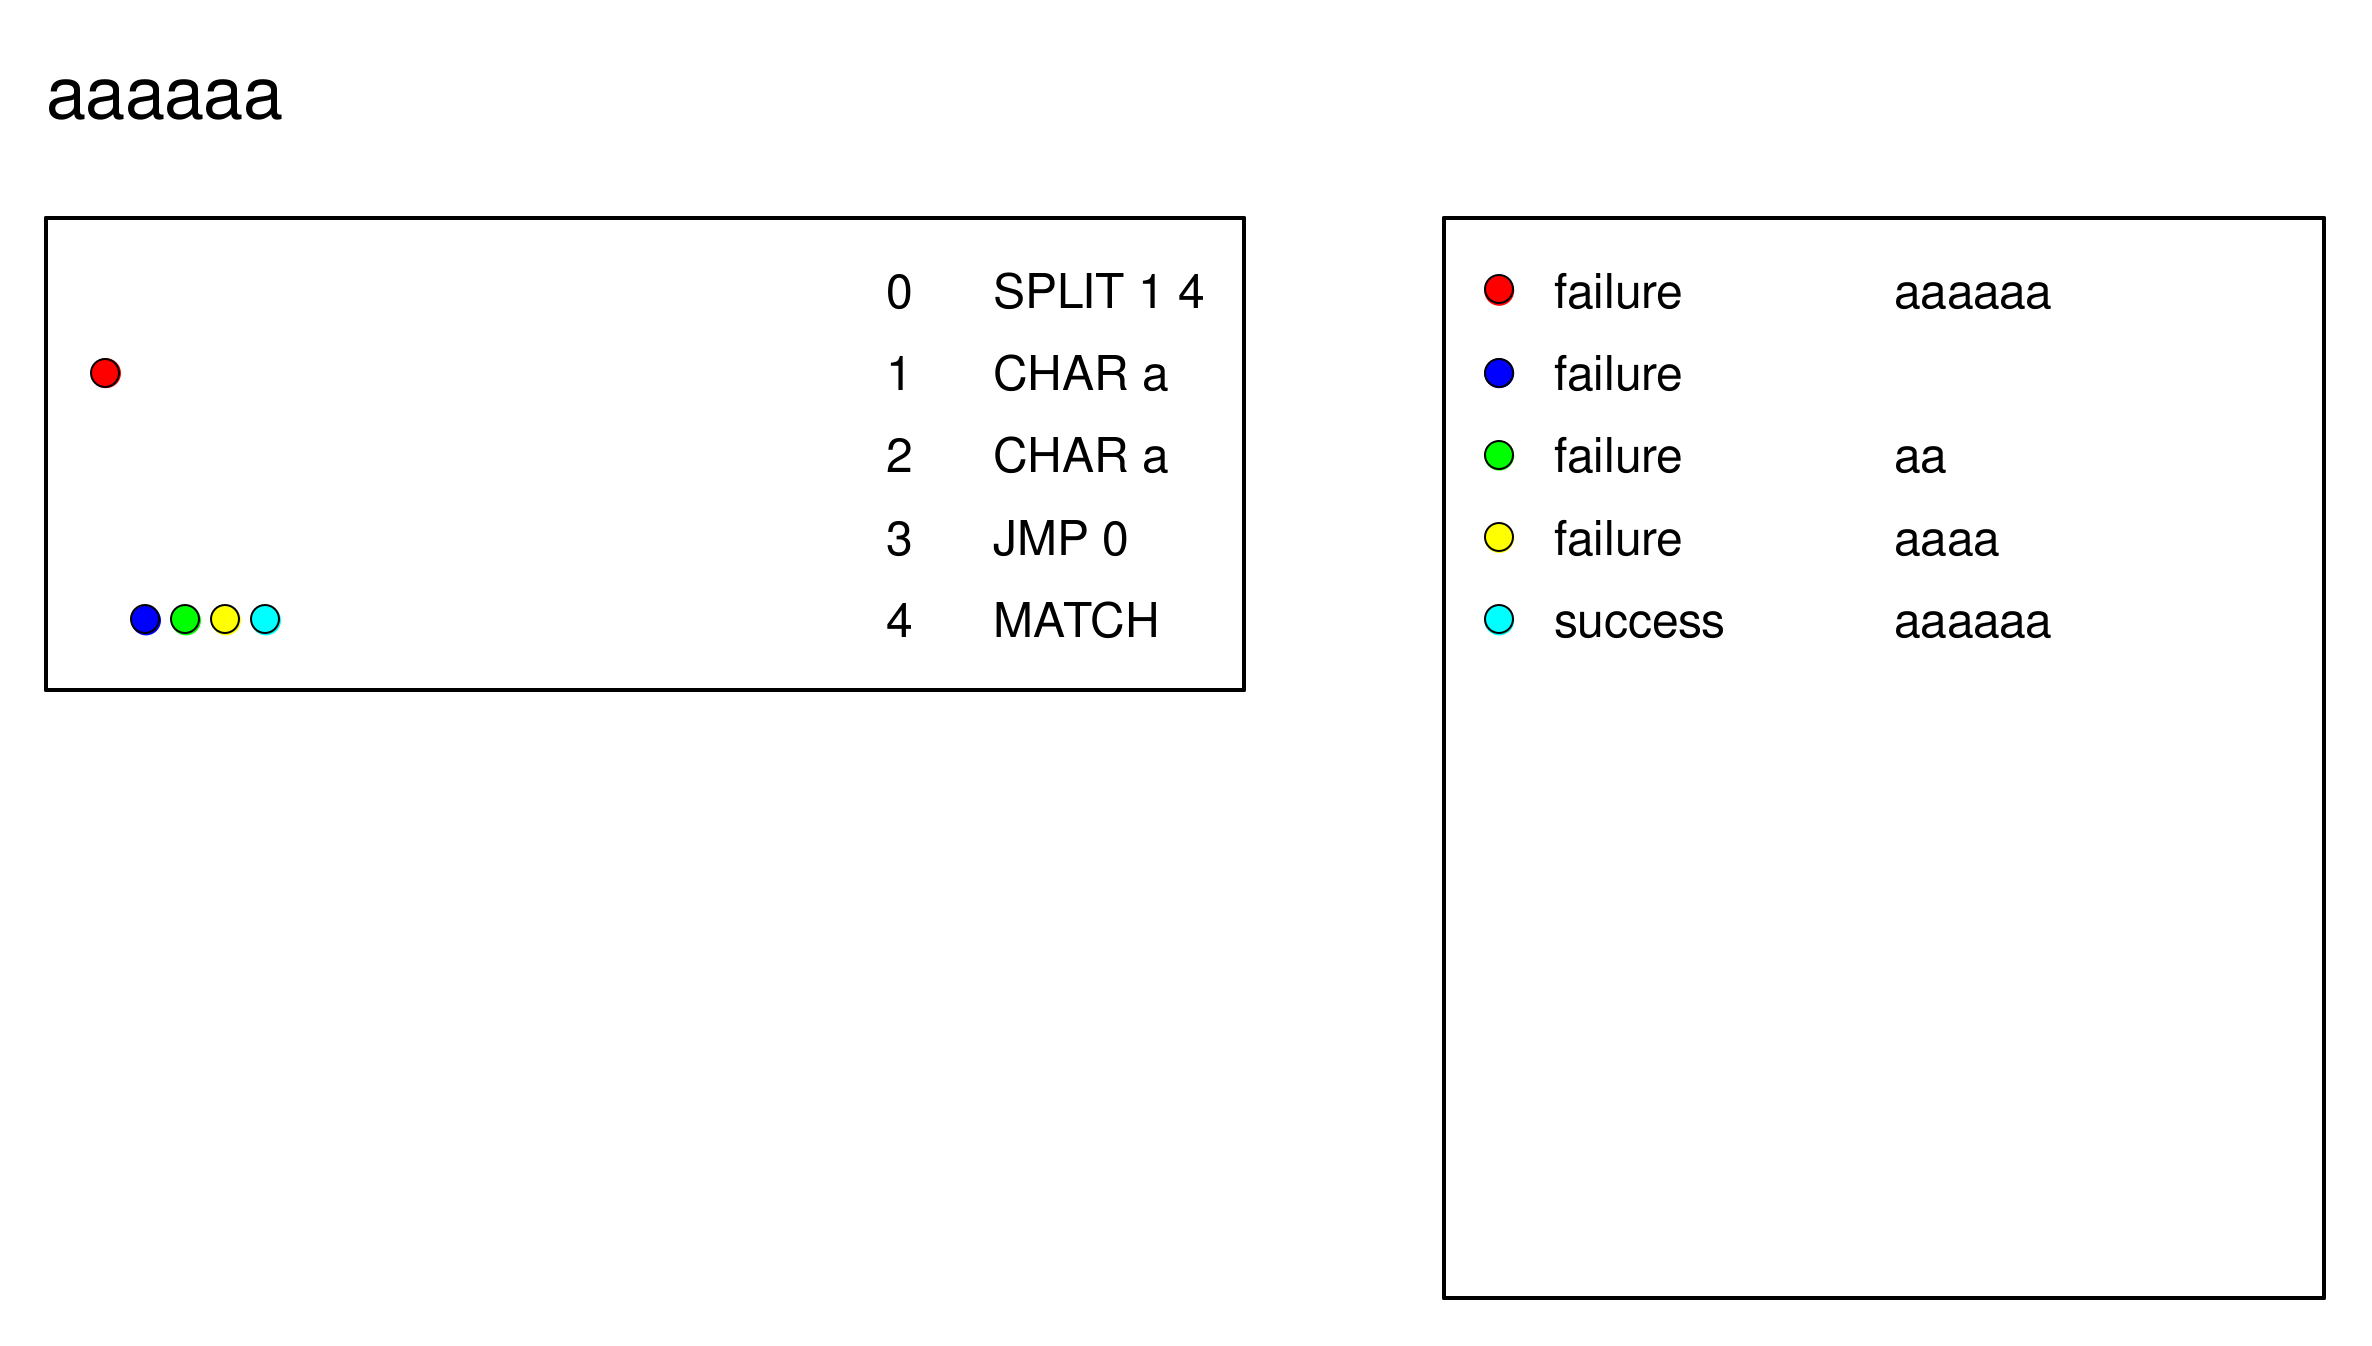 aaaaaa
0 SPLIT 1 4
1 CHAR a
2 CHAR a
3 JMP 0
4 MATCH
failure aaaaaa
failure
failure aa
failure aaaa
success aaaaaa